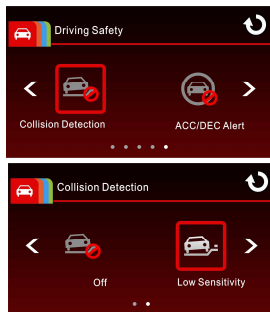 Driving Safety
Collision Detection
ACC/DEC Alert
Collision Detection
Off
Low Sensitivity